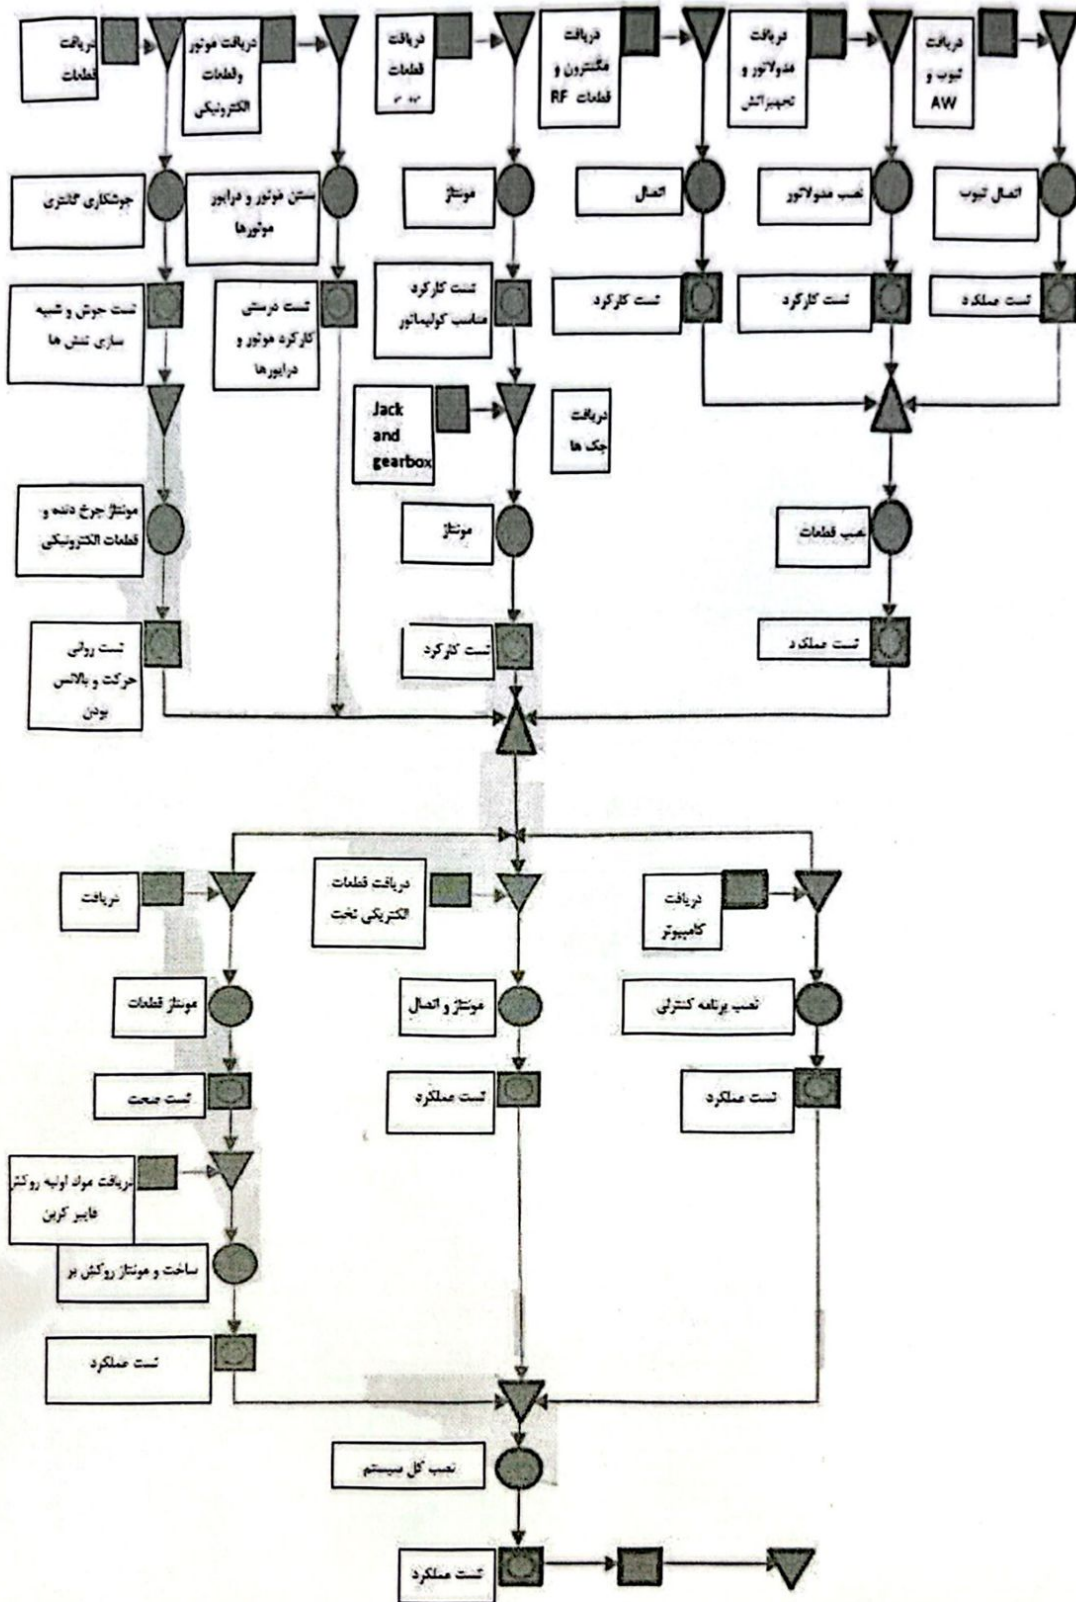 دریافت
قطعات
دریافت موتور
وقطعات
الکترونیکی
دریافت
قطعات
دریافت
مگنترون و
قطعات RF
دریافت
مدولاتور و
تجهیزاتش
دریافت
تیوب و
AW
جوشکاری گانتری
بستن موتور و درایور
موتورها
مونتاژ
اتصال
نصب مدولاتور
اتصال تیوب
تست جوش و شبیه
سازی تنش ها
تست درستی
کارکرد موتور و
درایورها
تست کارکرد
مناسب کولیماتور
تست کارکرد
تست کارکرد
تست عملکرد
Jack
and
gearbox
دریافت
جک ها
مونتاژ چرخ دنده و
قطعات الکترونیکی
مونتاژ
نصب قطعات
تست روانی
حرکت و بالانس
بودن
تست کارکرد
تست عملکرد
دریافت
دریافت قطعات
الکتریکی تخت
دریافت
کامپیوتر
مونتاژ قطعات
مونتاژ و اتصال
نصب برنامه کنترلی
تست صحت
تست عملکرد
تست عملکرد
دریافت مواد اولیه روکش
فایبر کربن
ساخت و مونتاژ روکش بر
تست عملکرد
نصب کل سیستم
تست عملکرد